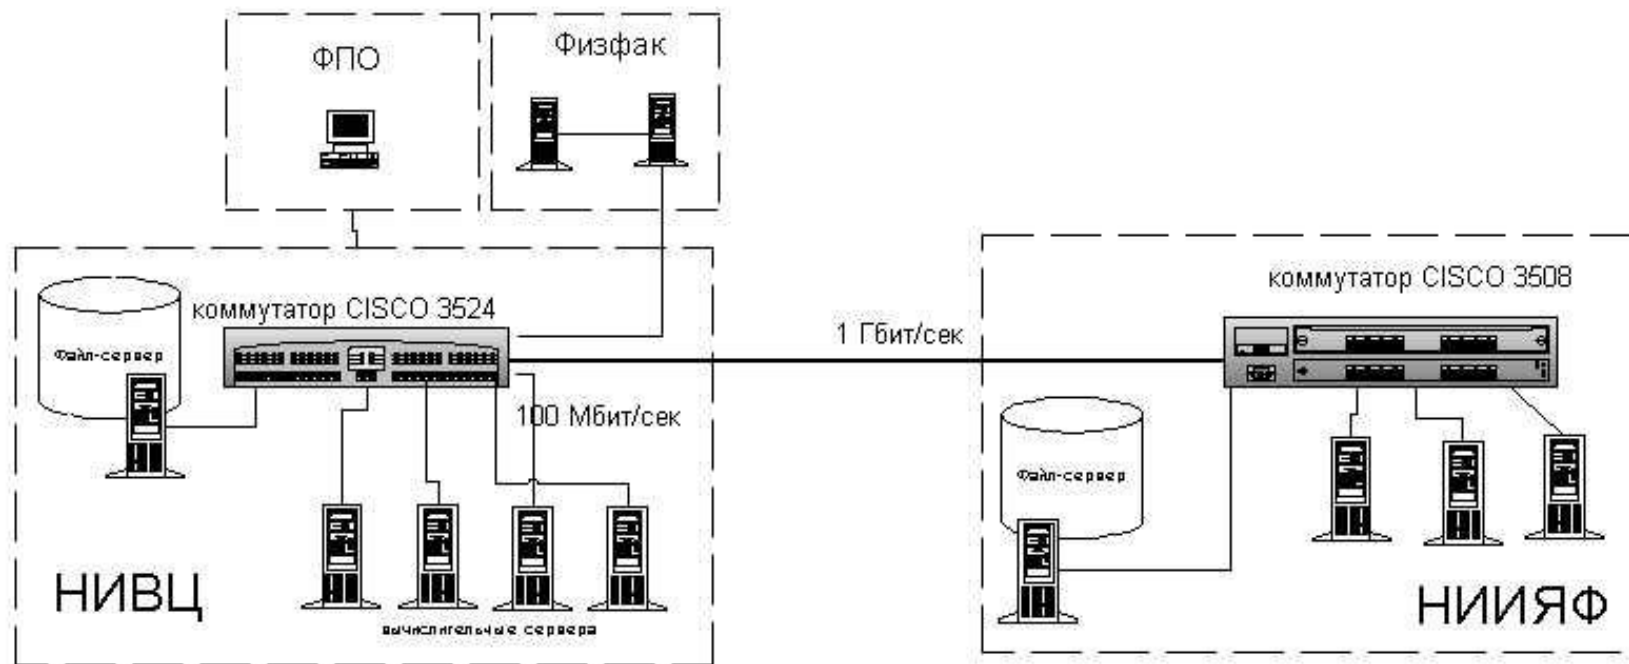 ФПО
Физфак
коммутатор CISCO 3524
Файл-сервер
100 Мбит/сек
вычислительные сервера
НИВЦ
1 Гбит/сек
коммутатор CISCO 3508
Файл-сервер
НИИЯФ